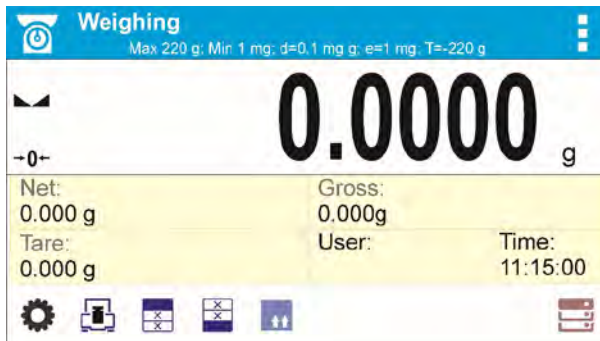 Weighing
Max 220 g: Min 1 mg: d=0.1 mg g: e=1 mg: T=-220 g
0.0000 g
→0←
Net: Gross:
0.000 g 0.000g
Tare: User: Time:
0.000 g 11:15:00